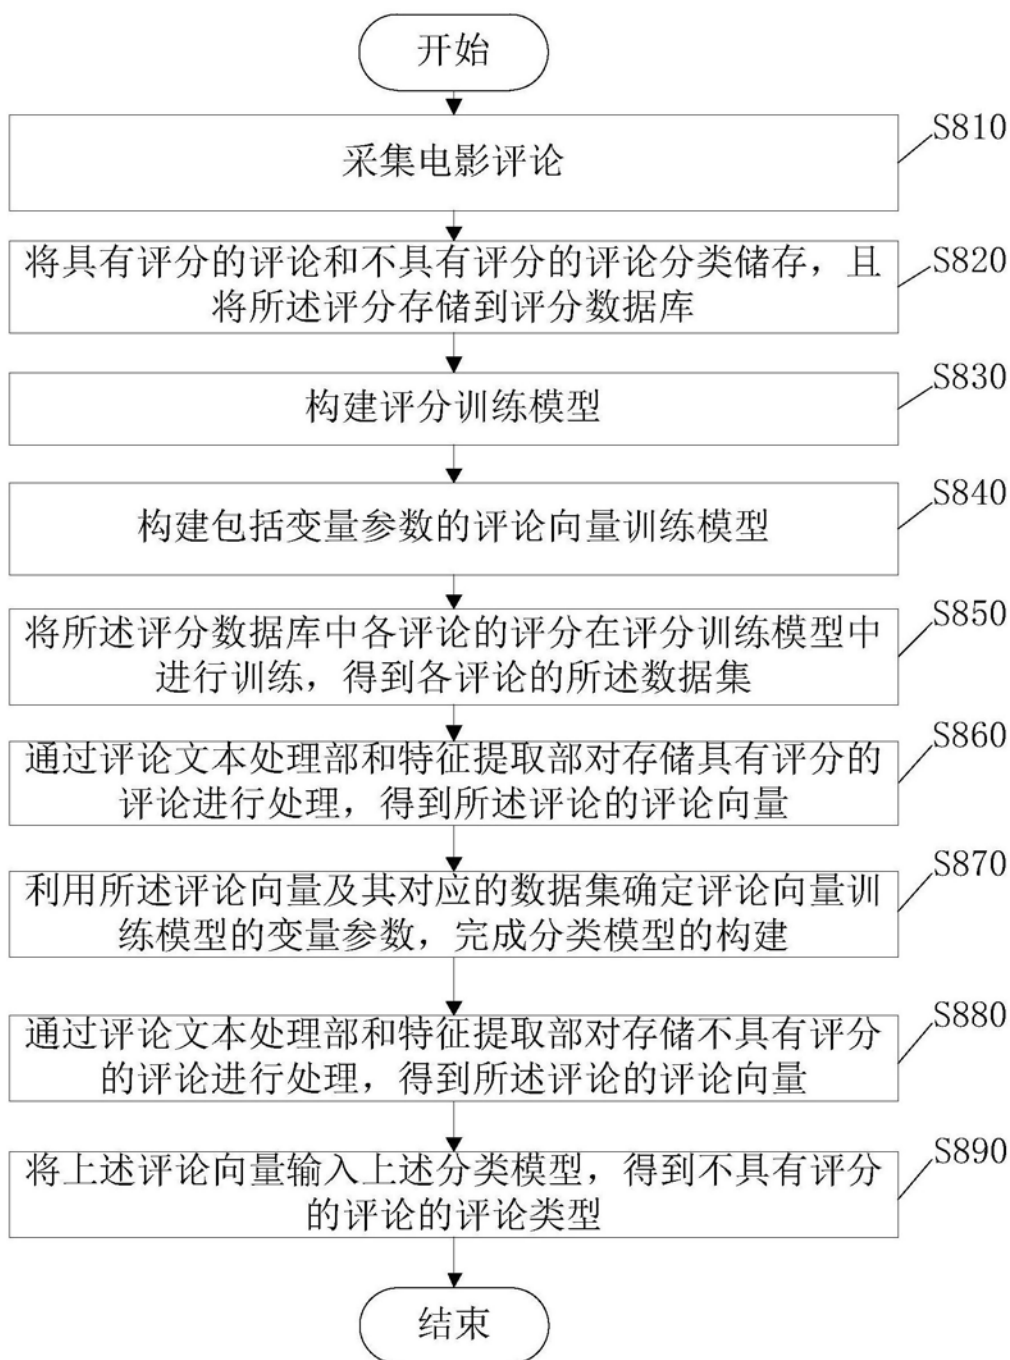 开始
S810
采集电影评论
S820
将具有评分的评论和不具有评分的评论分类储存，且
将所述评分存储到评分数据库
S830
构建评分训练模型
S840
构建包括变量参数的评论向量训练模型
S850
将所述评分数据库中各评论的评分在评分训练模型中
进行训练，得到各评论的所述数据集
S860
通过评论文本处理部和特征提取部对存储具有评分的
评论进行处理，得到所述评论的评论向量
S870
利用所述评论向量及其对应的数据集确定评论向量训
练模型的变量参数，完成分类模型的构建
S880
通过评论文本处理部和特征提取部对存储不具有评分
的评论进行处理，得到所述评论的评论向量
S890
将上述评论向量输入上述分类模型，得到不具有评分
的评论的评论类型
结束